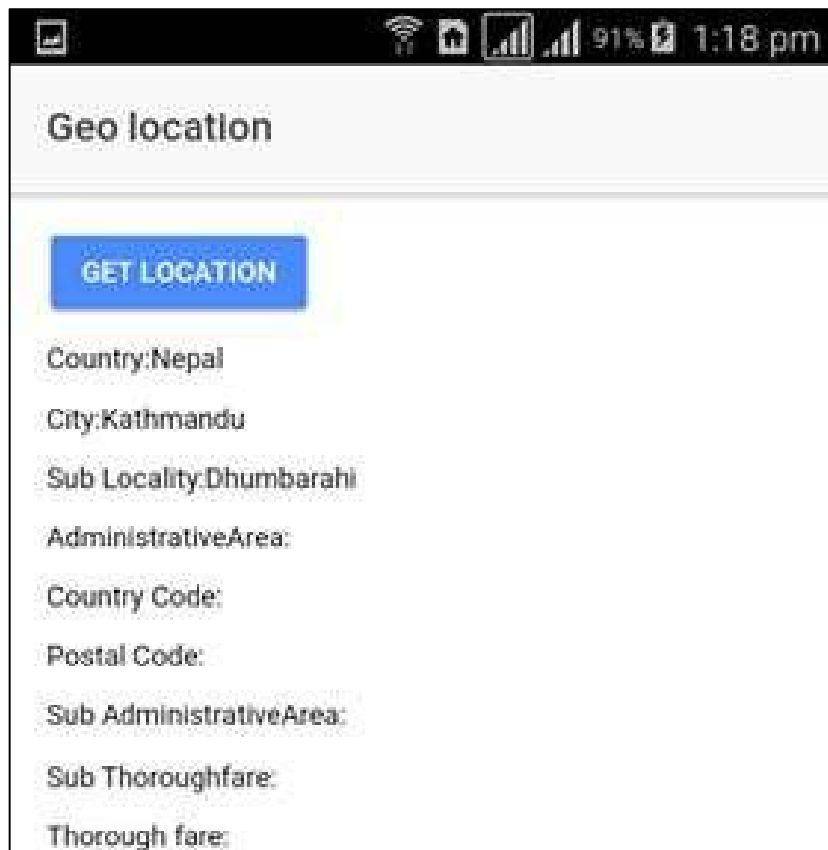 91% 1:18 pm
Geo location
GET LOCATION
Country:Nepal
City:Kathmandu
Sub Locality:Dhumbarahi
AdministrativeArea:
Country Code:
Postal Code:
Sub AdministrativeArea:
Sub Thoroughfare:
Thorough fare: